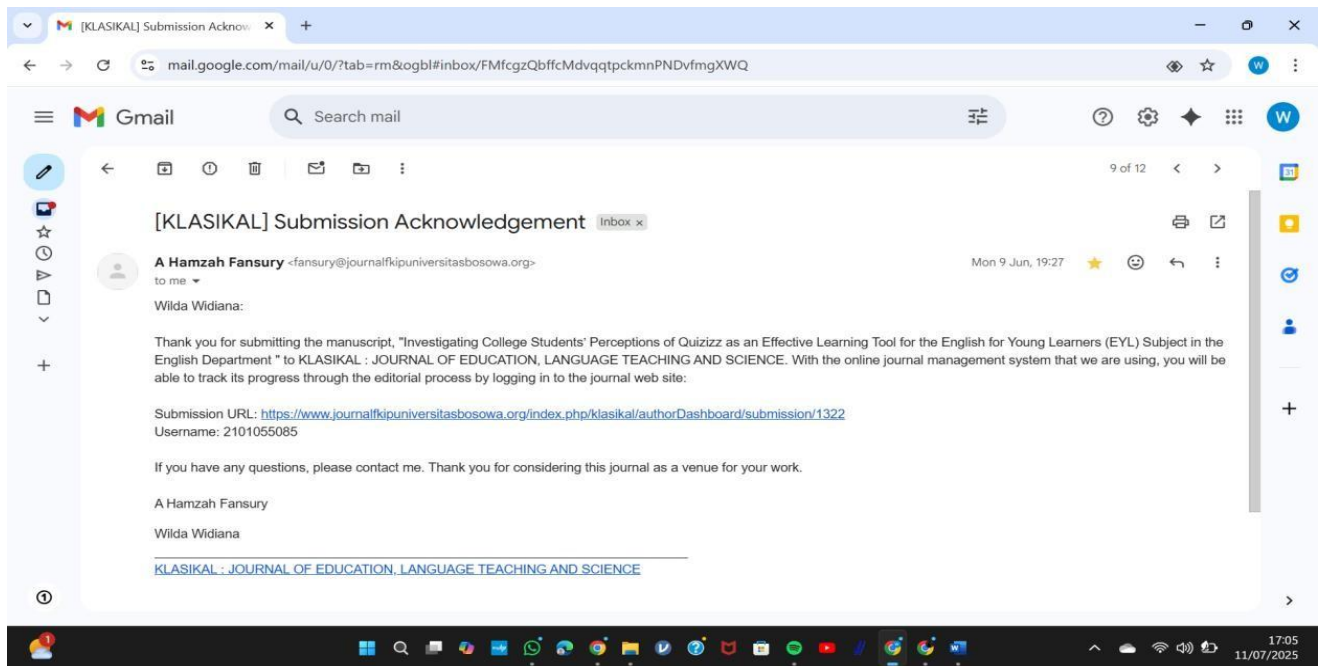 [KLASIKAL] Submission Acknow
mail.google.com/mail/u/0/?tab=rm&ogbl#inbox/FMfcgzQbffcMdvqqtpckmnPNDvfmgXWQ
W
Gmail
Search mail
W
9 of 12
31
[KLASIKAL] Submission Acknowledgement Inbox x
A Hamzah Fansury <fansury@journalfkipuniversitasbosowa.org>
Mon 9 Jun, 19:27
to me
Wilda Widiana:
Thank you for submitting the manuscript, "Investigating College Students' Perceptions of Quizizz as an Effective Learning Tool for the English for Young Learners (EYL) Subject in the
English Department " to KLASIKAL : JOURNAL OF EDUCATION, LANGUAGE TEACHING AND SCIENCE. With the online journal management system that we are using, you will be
able to track its progress through the editorial process by logging in to the journal web site:
Submission URL: https://www.journalfkipuniversitasbosowa.org/index.php/klasikal/authorDashboard/submission/1322
Username: 2101055085
If you have any questions, please contact me. Thank you for considering this journal as a venue for your work.
A Hamzah Fansury
Wilda Widiana
KLASIKAL : JOURNAL OF EDUCATION, LANGUAGE TEACHING AND SCIENCE
1
17:05
11/07/2025